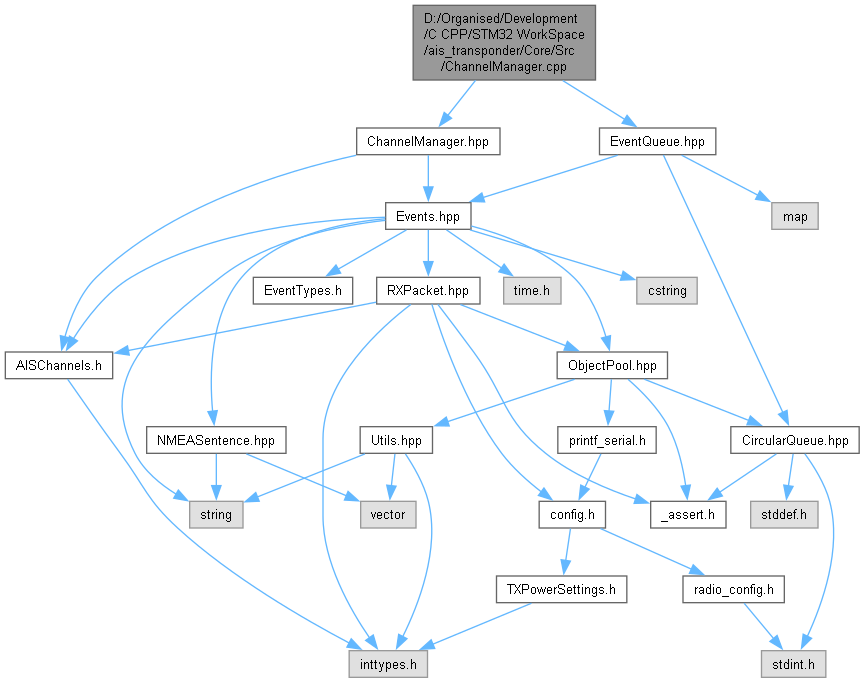 D:/Organised/Development
/C CPP/STM32 WorkSpace
/ais_transponder/Core/Src
/ChannelManager.cpp
ChannelManager.hpp
EventQueue.hpp
Events.hpp
map
EventTypes.h
RXPacket.hpp
time.h
cstring
AISChannels.h
ObjectPool.hpp
NMEASentence.hpp
Utils.hpp
printf_serial.h
CircularQueue.hpp
string
vector
config.h
_assert.h
stddef.h
TXPowerSettings.h
radio_config.h
inttypes.h
stdint.h